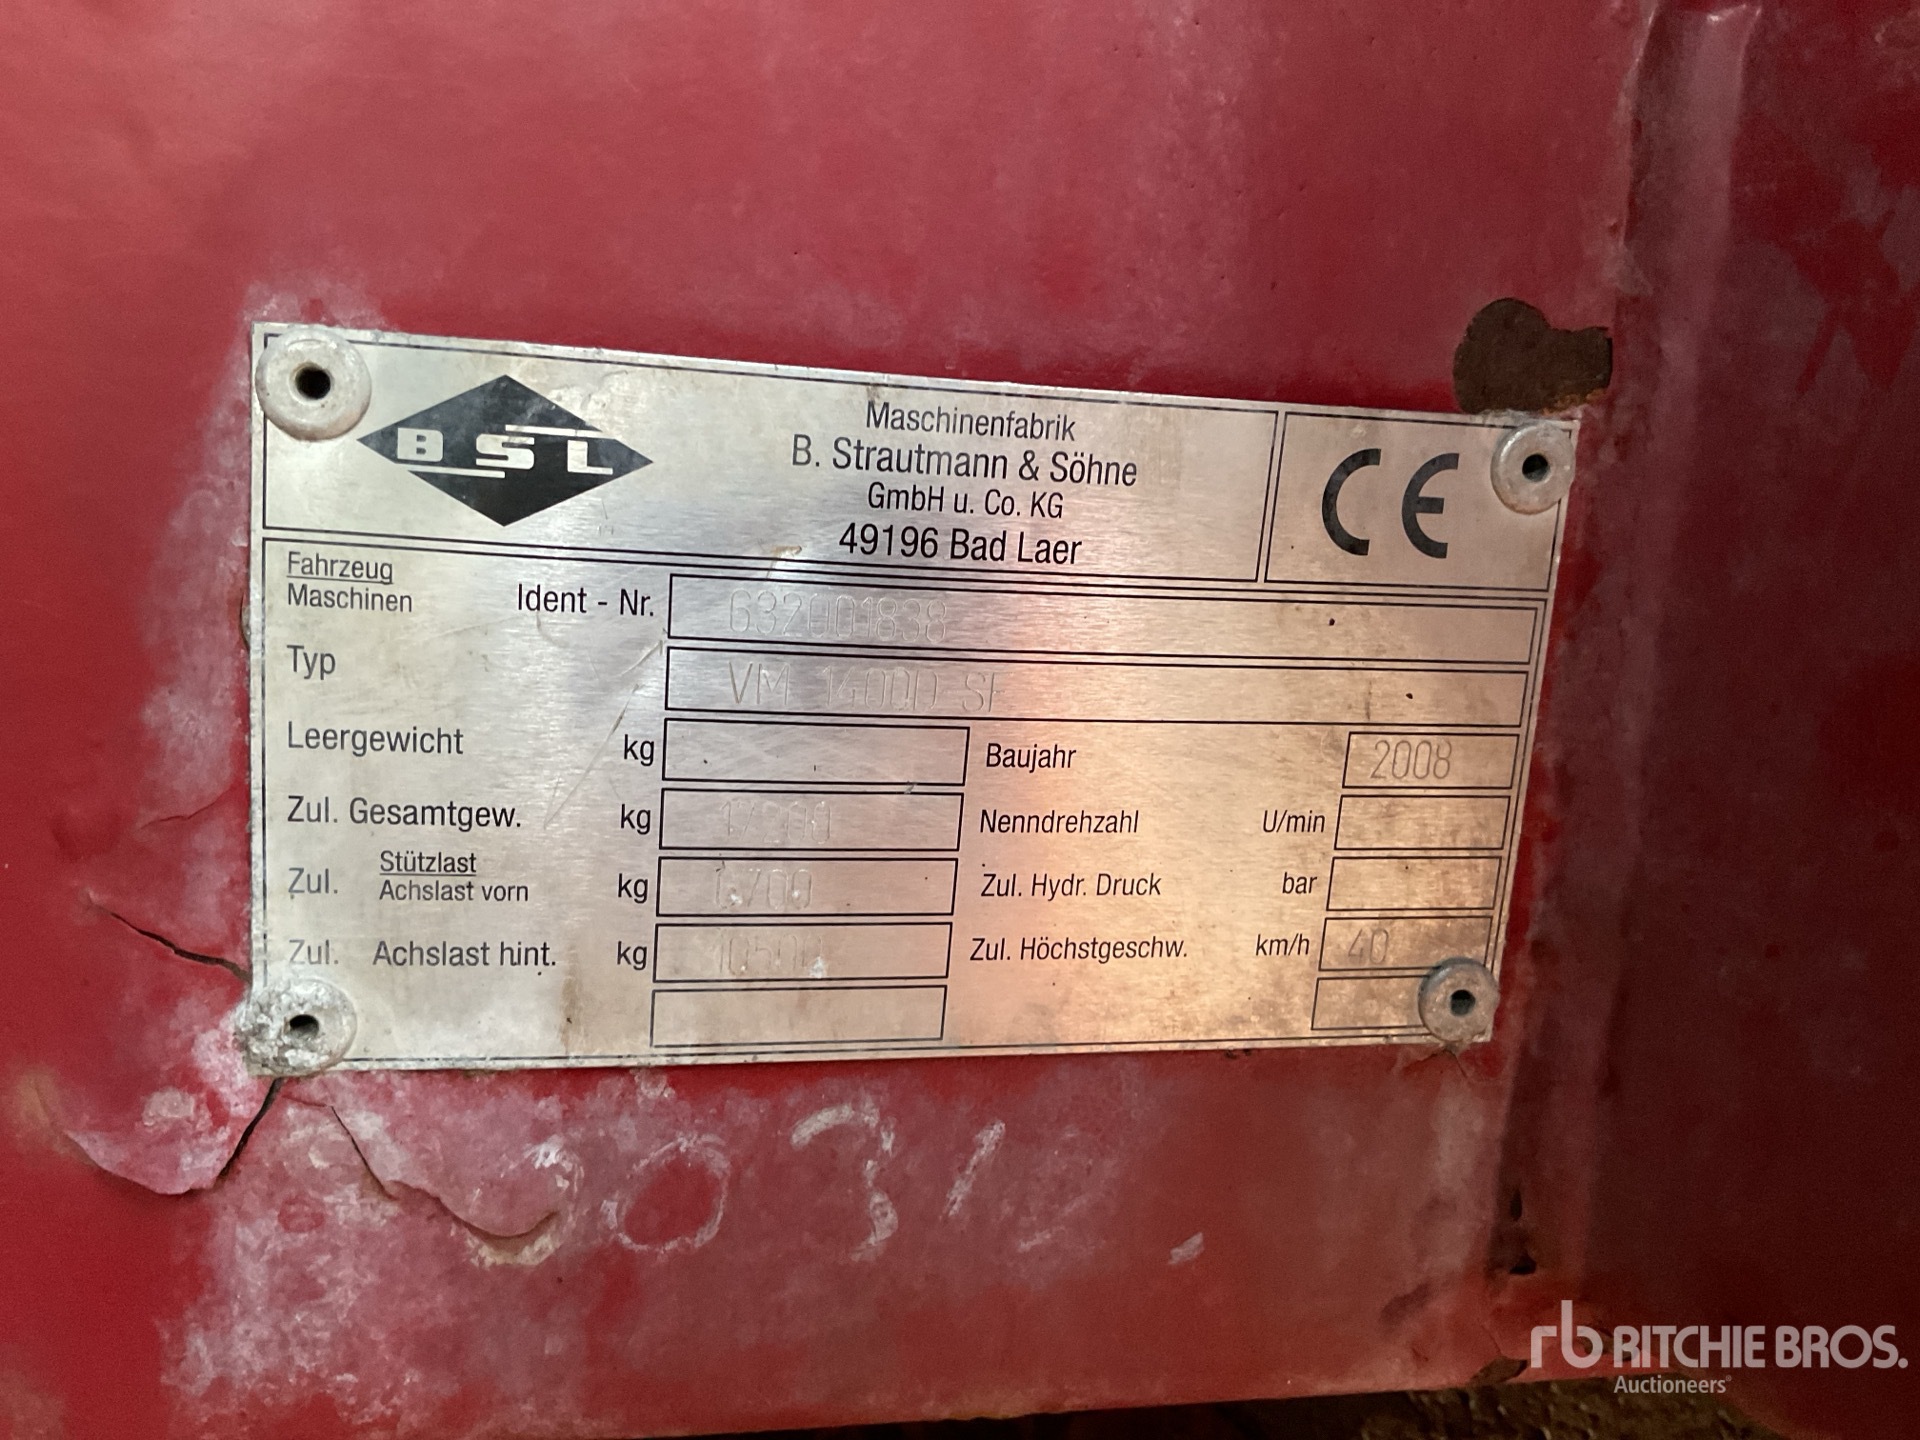 BSL
Maschinenfabrik
B. Strautmann & Söhne
GmbH u. Co. KG
49196 Bad Laer
CE
Fahrzeug
Maschinen
Ident - Nr. 632001838
Typ VM 1400D SF
Leergewicht kg
Baujahr 2008
Zul. Gesamtgew. kg
Nenndrehzahl U/min
Zul. Stützlast
Achslast vorn kg
Zul. Hydr. Druck bar
Zul. Achslast hint. kg 10500
Zul. Höchstgeschw. km/h 40
rb RITCHIE BROS.
Auctioneers